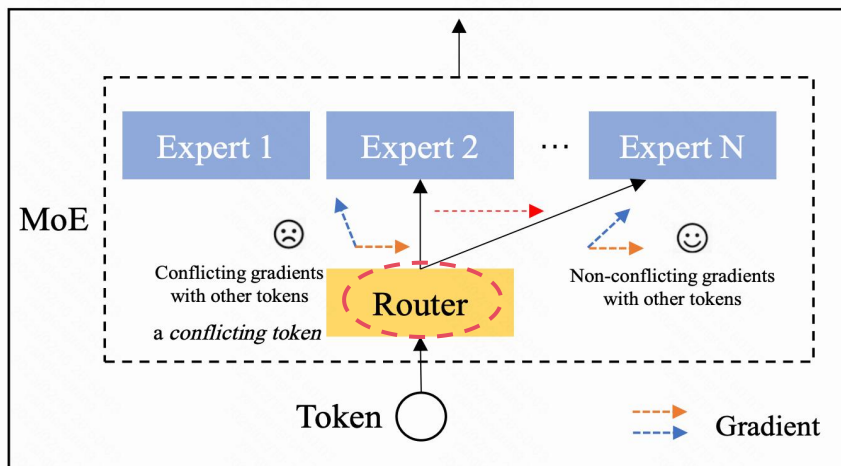 Expert 1
Expert 2
...
Expert N
MoE
Conflicting gradients
with other tokens
Non-conflicting gradients
with other tokens
Router
a conflicting token
Token
Gradient